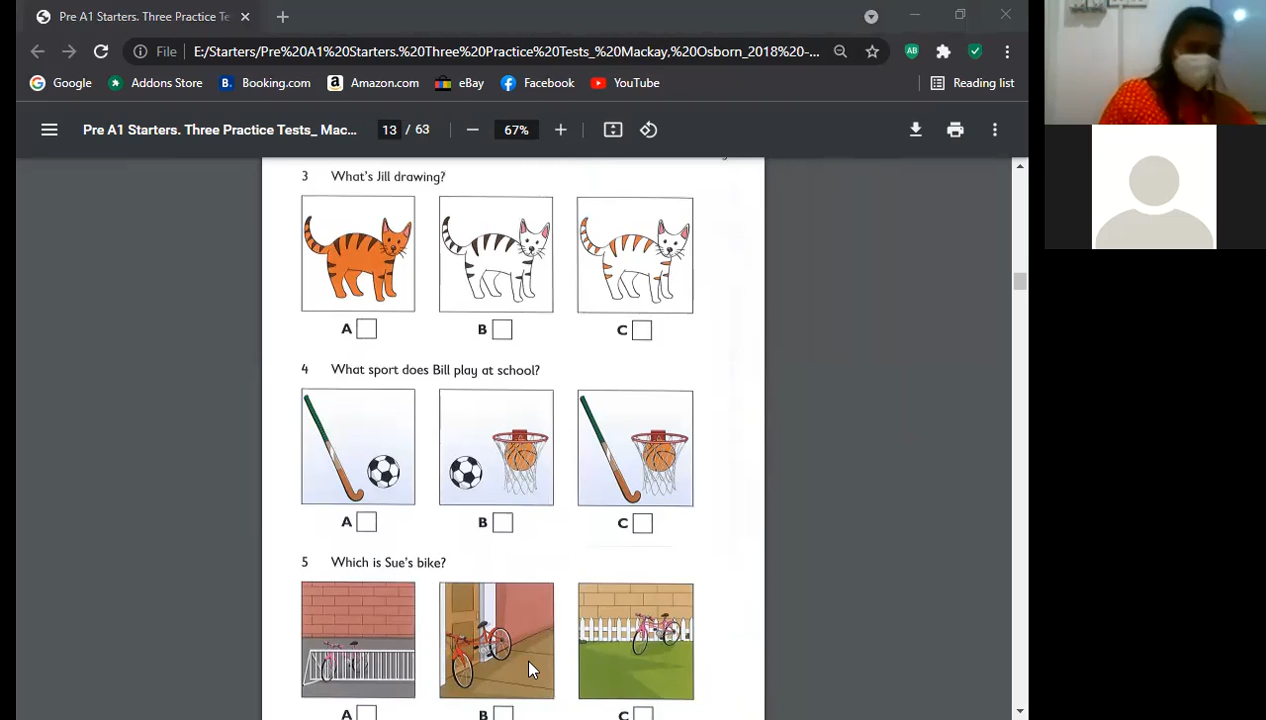 Pre A1 Starters. Three Practice Te
File E:/Starters/Pre%20A1%20Starters.%20Three%20Practice%20Tests_%20Mackay,%20Osborn_2018%20-...
AB
Google Addons Store B. Booking.com a Amazon.com eBay Facebook YouTube Reading list
Pre A1 Starters. Three Practice Tests_ Mac... 13 / 63 67%
3 What's Jill drawing?
A B C
4 What sport does Bill play at school?
A B C
5 Which is Sue's bike?
A B C